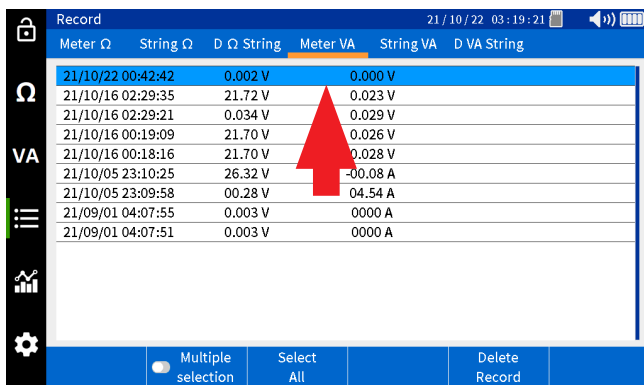 Record 21/10/22 03:19:21
Meter Ω String Ω D Ω String Meter VA String VA D VA String
21/10/22 00:42:42 0.002 V 0.000 V
Ω
21/10/16 02:29:35 21.72 V 0.023 V
21/10/16 02:29:21 0.034 V 0.029 V
21/10/16 00:19:09 21.70 V 0.026 V
VA
21/10/16 00:18:16 21.70 V 0.028 V
21/10/05 23:10:25 26.32 V -00.08 A
21/10/05 23:09:58 00.28 V 04.54 A
21/09/01 04:07:55 0.003 V 0000 A
21/09/01 04:07:51 0.003 V 0000 A
Multiple selection Select All Delete Record